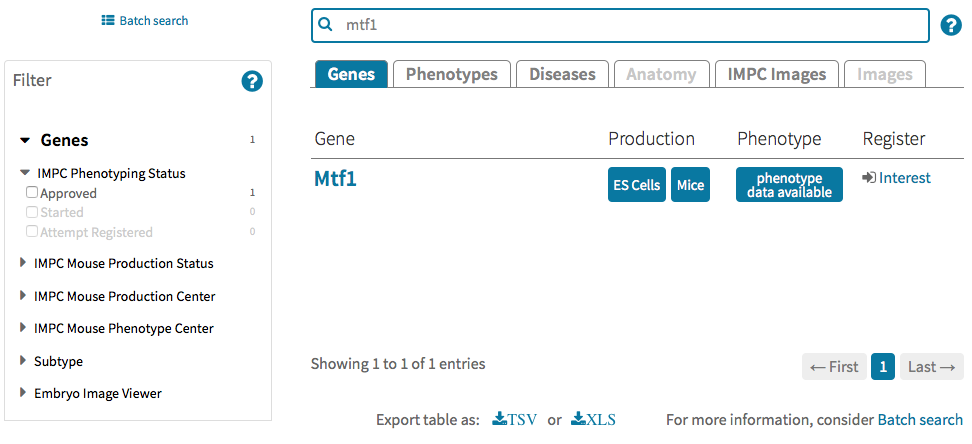 Batch search
mtf1
Filter
Genes 1
IMPC Phenotyping Status
Approved 1
Started 0
Attempt Registered 0
IMPC Mouse Production Status
IMPC Mouse Production Center
IMPC Mouse Phenotype Center
Subtype
Embryo Image Viewer
Genes Phenotypes Diseases Anatomy IMPC Images Images
Gene Production Phenotype Register
Mtf1 ES Cells Mice phenotype data available Interest
Showing 1 to 1 of 1 entries
← First 1 Last →
Export table as: TSV or XLS
For more information, consider Batch search